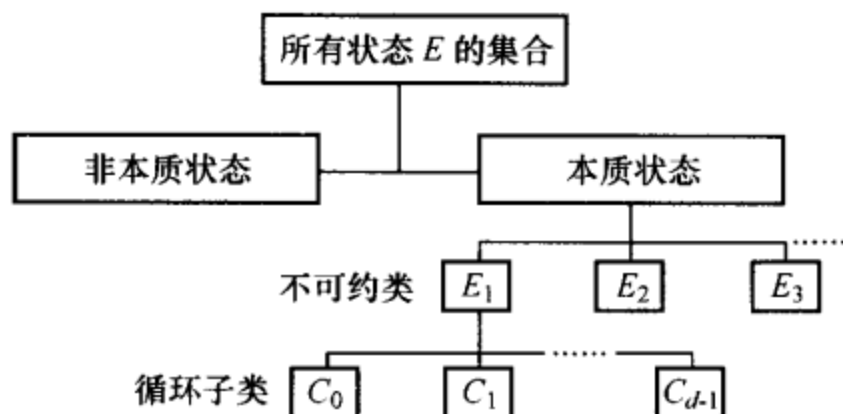 所有状态 E 的集合
非本质状态 本质状态
······
不可约类 E₁ E₂ E₃
······
循环子类 C₀ C₁ C_{d-1}